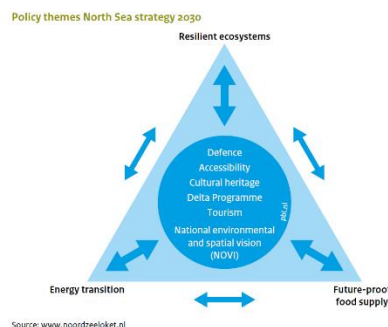 Policy themes North Sea strategy 2030
Resilient ecosystems
Defence
Accessibility
Cultural heritage
Delta Programme
Tourism
National environmental
and spatial vision
(NOVI)
pbl.nl
Energy transition
Future-proof
food supply
Source: www.noordzeeloket.nl